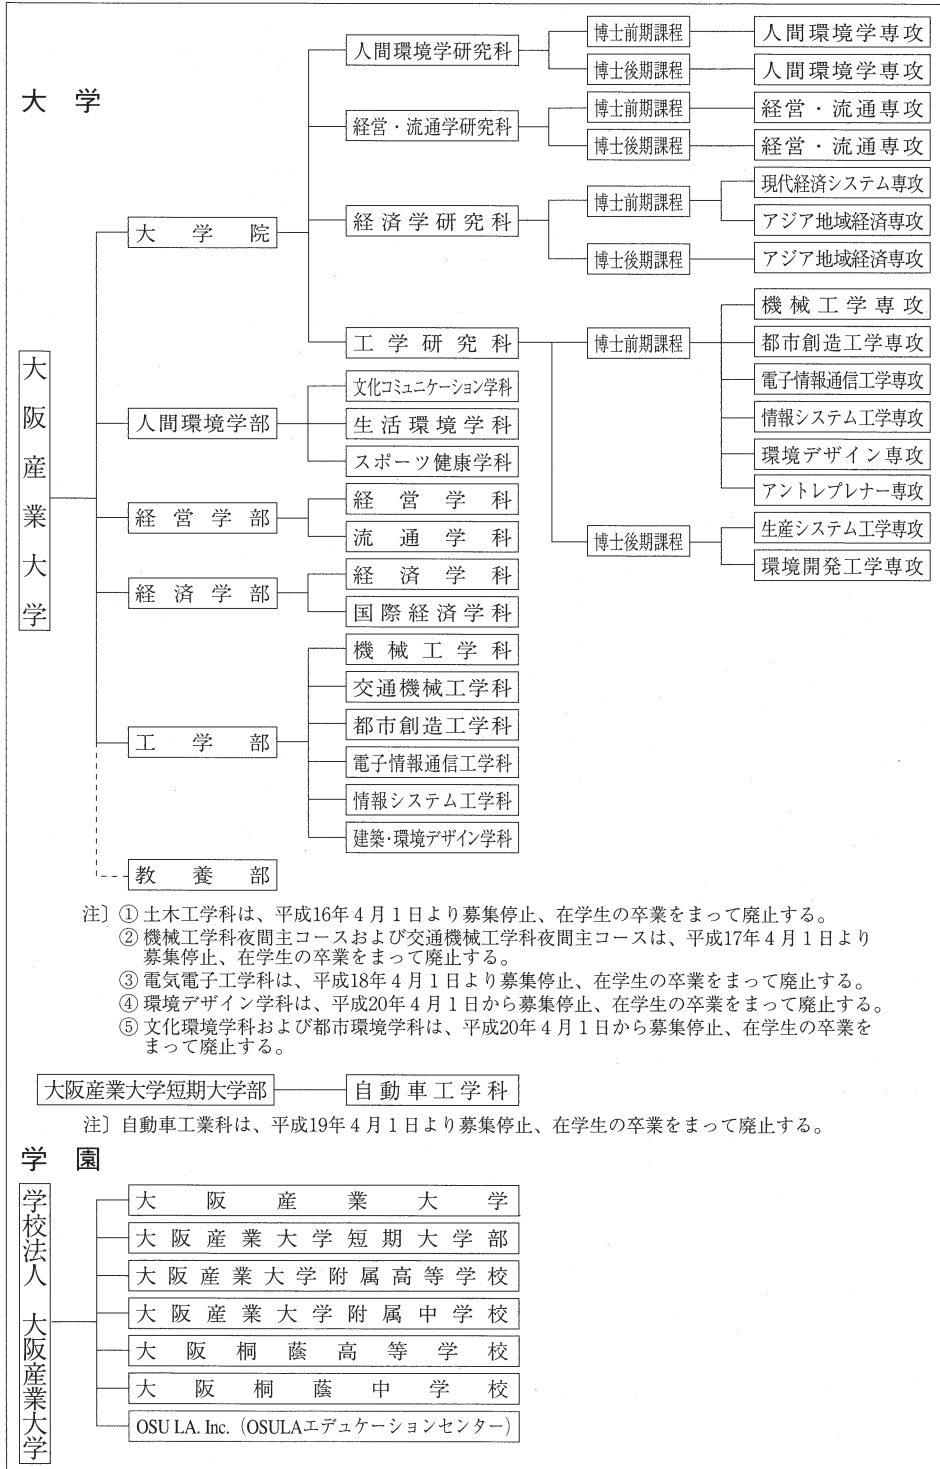 大学
大阪産業大学
大学院
人間環境学研究科
博士前期課程
人間環境学専攻
博士後期課程
人間環境学専攻
経営・流通学研究科
博士前期課程
経営・流通専攻
博士後期課程
経営・流通専攻
経済学研究科
博士前期課程
現代経済システム専攻
アジア地域経済専攻
博士後期課程
アジア地域経済専攻
工学研究科
博士前期課程
機械工学専攻
都市創造工学専攻
電子情報通信工学専攻
情報システム工学専攻
環境デザイン専攻
アントレプレナー専攻
博士後期課程
生産システム工学専攻
環境開発工学専攻
人間環境学部
文化コミュニケーション学科
生活環境学科
スポーツ健康学科
経営学部
経営学科
流通学科
経済学部
経済学科
国際経済学科
工学部
機械工学科
交通機械工学科
都市創造工学科
電子情報通信工学科
情報システム工学科
建築・環境デザイン学科
教養部
注〕①土木工学科は、平成16年4月1日より募集停止、在学生の卒業をまって廃止する。
②機械工学科夜間主コースおよび交通機械工学科夜間主コースは、平成17年4月1日より
募集停止、在学生の卒業をまって廃止する。
③電気電子工学科は、平成18年4月1日より募集停止、在学生の卒業をまって廃止する。
④環境デザイン学科は、平成20年4月1日から募集停止、在学生の卒業をまって廃止する。
⑤文化環境学科および都市環境学科は、平成20年4月1日から募集停止、在学生の卒業を
まって廃止する。
大阪産業大学短期大学部
自動車工学科
注〕自動車工業科は、平成19年4月1日より募集停止、在学生の卒業をまって廃止する。
学園
学校法人 大阪産業大学
大阪産業大学
大阪産業大学短期大学部
大阪産業大学附属高等学校
大阪産業大学附属中学校
大阪桐蔭高等学校
大阪桐蔭中学校
OSU LA. Inc.（OSULAエデュケーションセンター）